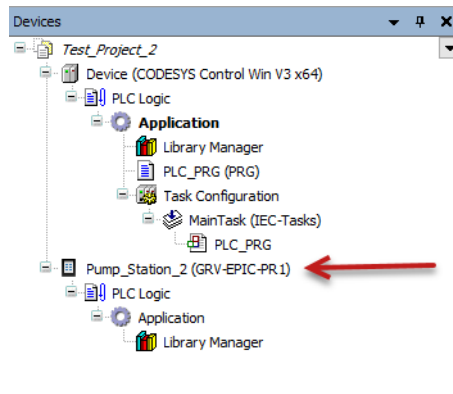 Devices
Test_Project_2
Device (CODESYS Control Win V3 x64)
PLC Logic
Application
Library Manager
PLC_PRG (PRG)
Task Configuration
MainTask (IEC-Tasks)
PLC_PRG
Pump_Station_2 (GRV-EPIC-PR1)
PLC Logic
Application
Library Manager